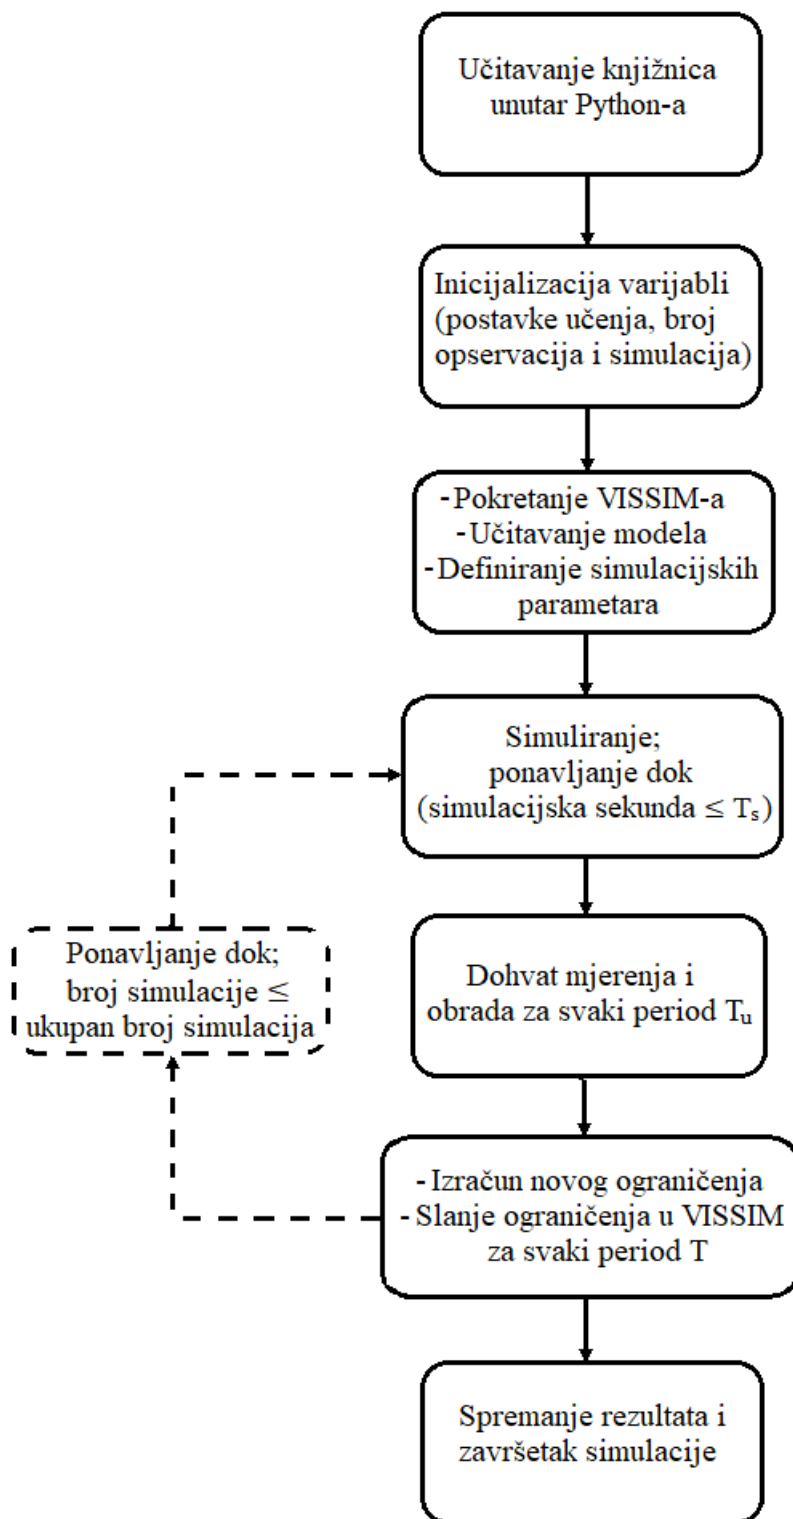 Učitavanje knjižnica
unutar Python-a
Inicijalizacija varijabli
(postavke učenja, broj
opservacija i simulacija)
-Pokretanje VISSIM-a
-Učitavanje modela
-Definiranje simulacijskih
parametara
Simuliranje;
ponavljanje dok
(simulacijska sekunda ≤ Tₛ)
Ponavljanje dok;
broj simulacije ≤
ukupan broj simulacija
Dohvat mjerenja i
obrada za svaki period Tᵤ
-Izračun novog ograničenja
-Slanje ograničenja u VISSIM
za svaki period T
Spremanje rezultata i
završetak simulacije